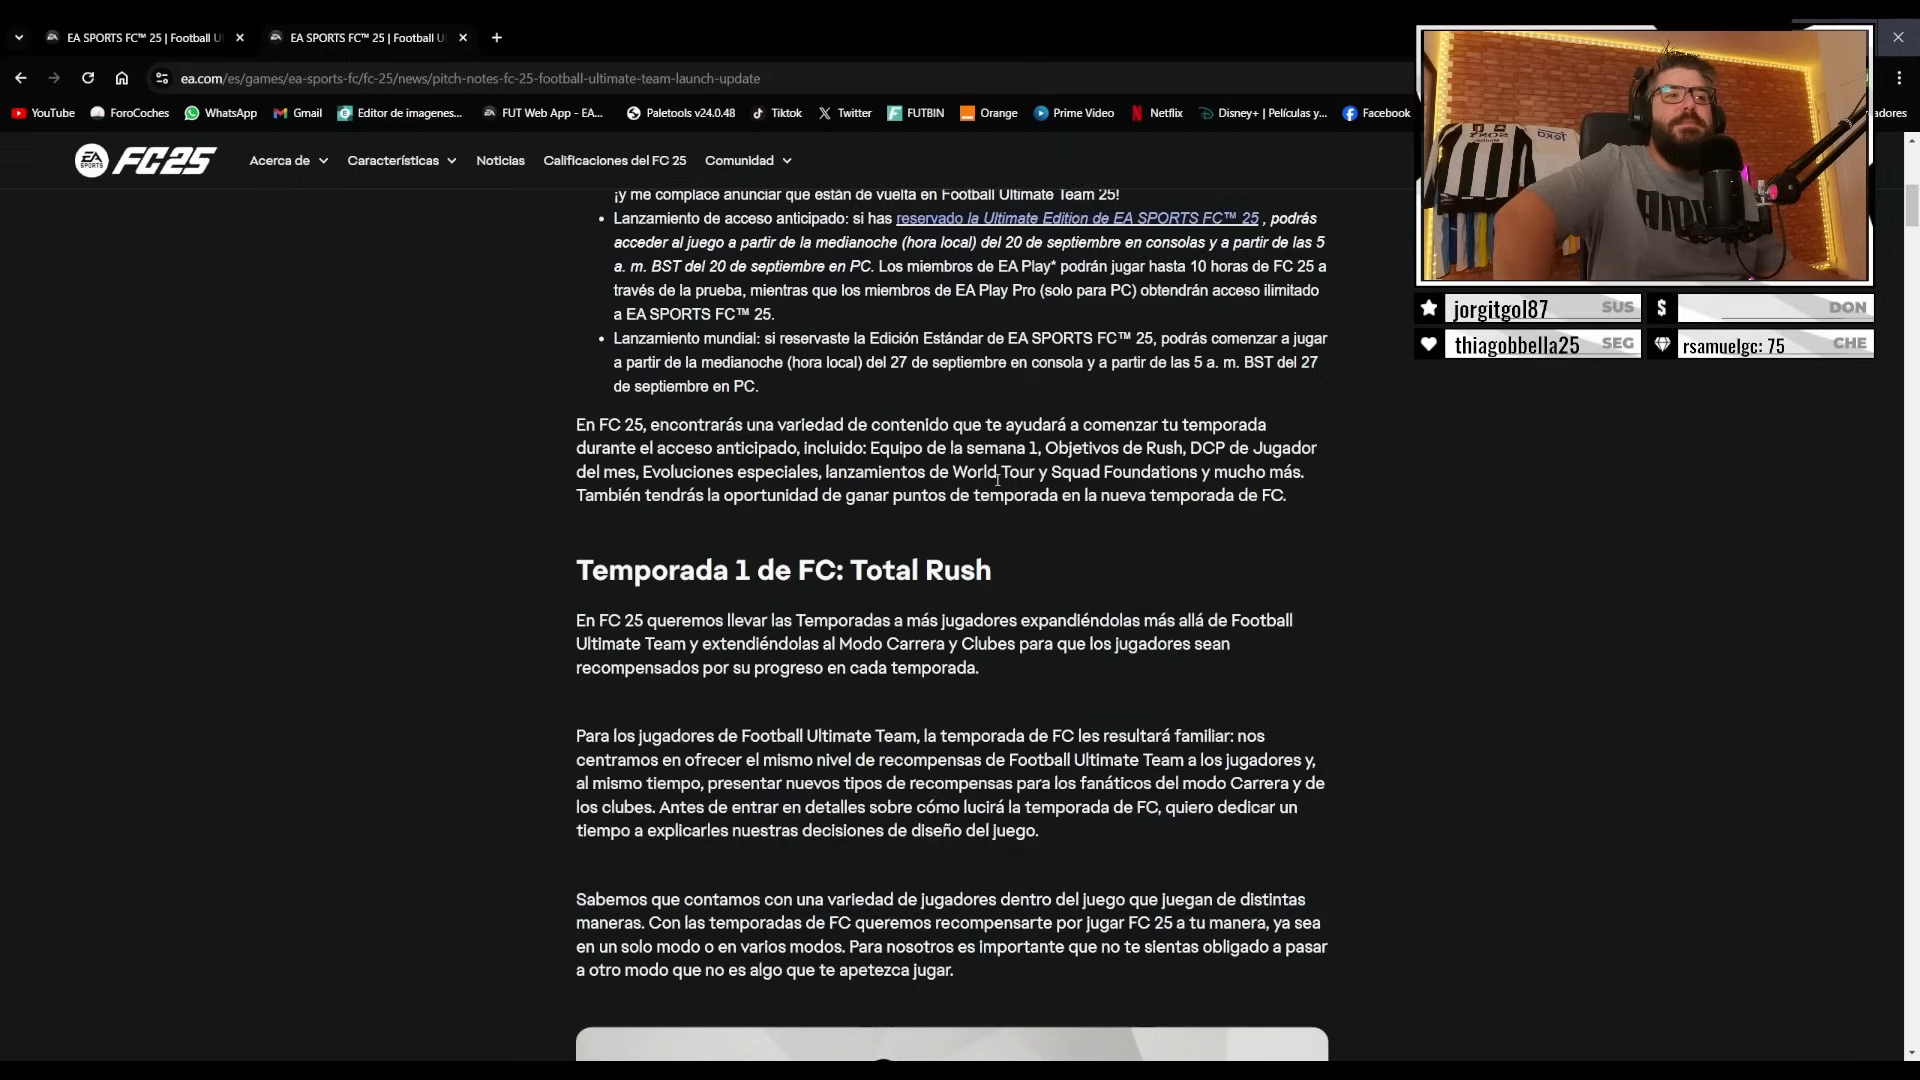 EA SPORTS FC™ 25 | Football U
EA SPORTS FC™ 25 | Football U
ea.com/es/games/ea-sports-fc/fc-25/news/pitch-notes-fc-25-football-ultimate-team-launch-update
YouTube ForoCoches WhatsApp Gmail Editor de imagenes... FUT Web App - EA... Paletools v24.0.48 Tiktok Twitter FUTBIN Orange Prime Video Netflix Disney+ | Películas y... Facebook adores
EA SPORTS FC25 Acerca de Características Noticias Calificaciones del FC 25 Comunidad
¡y me complace anunciar que están de vuelta en Football Ultimate Team 25!
• Lanzamiento de acceso anticipado: si has reservado la Ultimate Edition de EA SPORTS FC™ 25 , podrás
acceder al juego a partir de la medianoche (hora local) del 20 de septiembre en consolas y a partir de las 5
a. m. BST del 20 de septiembre en PC. Los miembros de EA Play* podrán jugar hasta 10 horas de FC 25 a
través de la prueba, mientras que los miembros de EA Play Pro (solo para PC) obtendrán acceso ilimitado
a EA SPORTS FC™ 25.
• Lanzamiento mundial: si reservaste la Edición Estándar de EA SPORTS FC™ 25, podrás comenzar a jugar
a partir de la medianoche (hora local) del 27 de septiembre en consola y a partir de las 5 a. m. BST del 27
de septiembre en PC.
En FC 25, encontrarás una variedad de contenido que te ayudará a comenzar tu temporada
durante el acceso anticipado, incluido: Equipo de la semana 1, Objetivos de Rush, DCP de Jugador
del mes, Evoluciones especiales, lanzamientos de World Tour y Squad Foundations y mucho más.
También tendrás la oportunidad de ganar puntos de temporada en la nueva temporada de FC.
Temporada 1 de FC: Total Rush
En FC 25 queremos llevar las Temporadas a más jugadores expandiéndolas más allá de Football
Ultimate Team y extendiéndolas al Modo Carrera y Clubes para que los jugadores sean
recompensados por su progreso en cada temporada.
Para los jugadores de Football Ultimate Team, la temporada de FC les resultará familiar: nos
centramos en ofrecer el mismo nivel de recompensas de Football Ultimate Team a los jugadores y,
al mismo tiempo, presentar nuevos tipos de recompensas para los fanáticos del modo Carrera y de
los clubes. Antes de entrar en detalles sobre cómo lucirá la temporada de FC, quiero dedicar un
tiempo a explicarles nuestras decisiones de diseño del juego.
Sabemos que contamos con una variedad de jugadores dentro del juego que juegan de distintas
maneras. Con las temporadas de FC queremos recompensarte por jugar FC 25 a tu manera, ya sea
en un solo modo o en varios modos. Para nosotros es importante que no te sientas obligado a pasar
a otro modo que no es algo que te apetezca jugar.
jorgitgol87 SUS $ DON
thiagobbella25 SEG rsamuelgc: 75 CHE